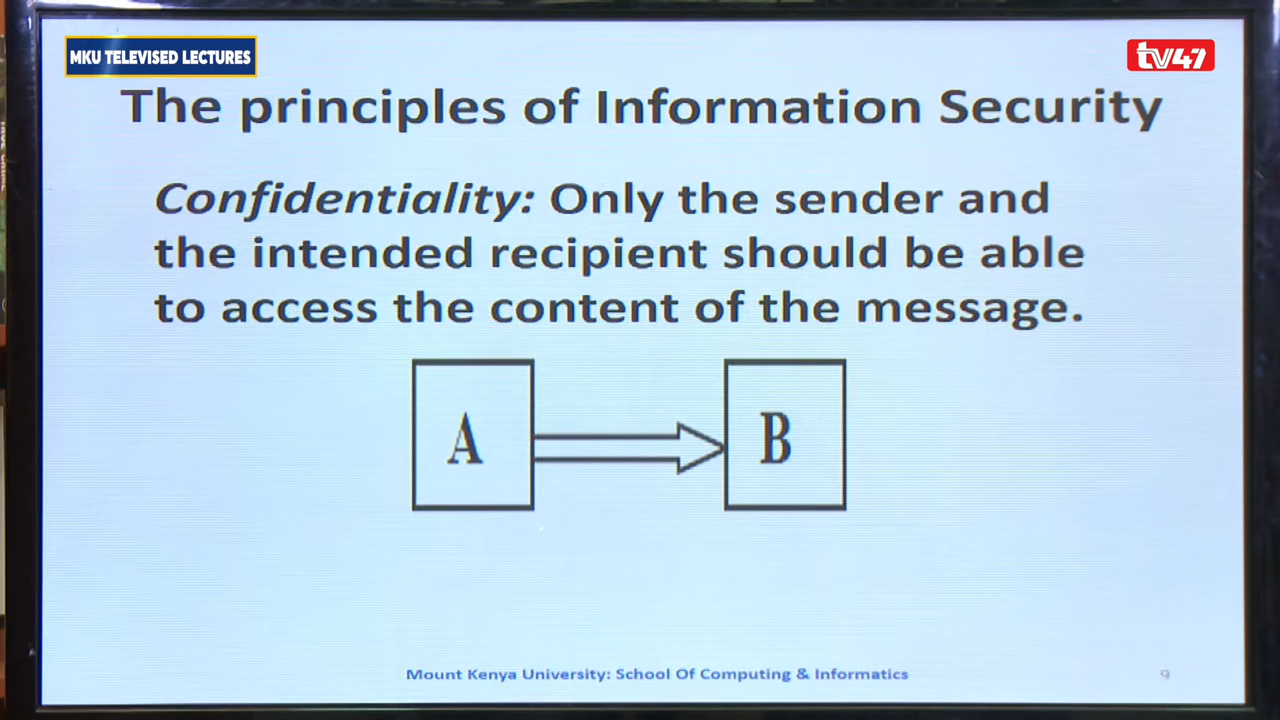 MKU TELEVISED LECTURES
tv47
The principles of Information Security
Confidentiality: Only the sender and
the intended recipient should be able
to access the content of the message.
A
B
Mount Kenya University: School Of Computing & Informatics
9